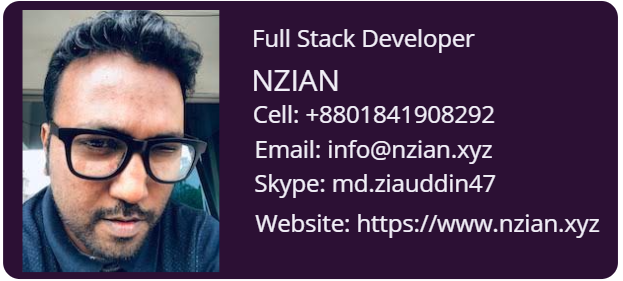 Full Stack Developer
NZIAN
Cell: +8801841908292
Email: info@nzian.xyz
Skype: md.ziauddin47
Website: https://www.nzian.xyz